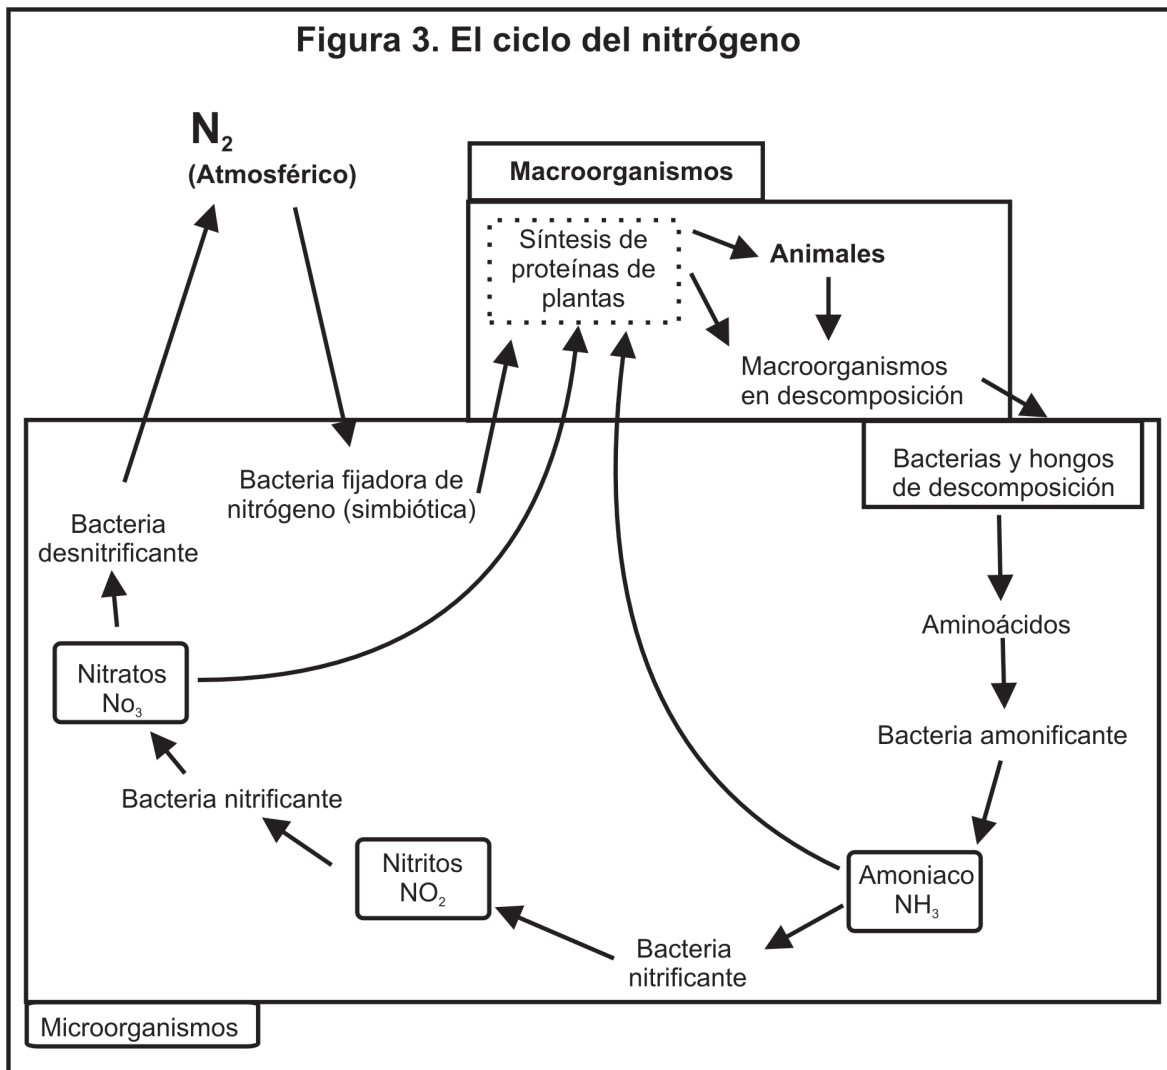 Figura 3. El ciclo del nitrógeno
N₂
(Atmosférico)
Macroorganismos
Síntesis de
proteínas de
plantas
Animales
Macroorganismos
en descomposición
Bacteria fijadora de
nitrógeno (simbiótica)
Bacterias y hongos
de descomposición
Bacteria
desnitrificante
Aminoácidos
Nitratos
No₃
Bacteria amonificante
Bacteria nitrificante
Nitritos
NO₂
Amoniaco
NH₃
Bacteria
nitrificante
Microorganismos